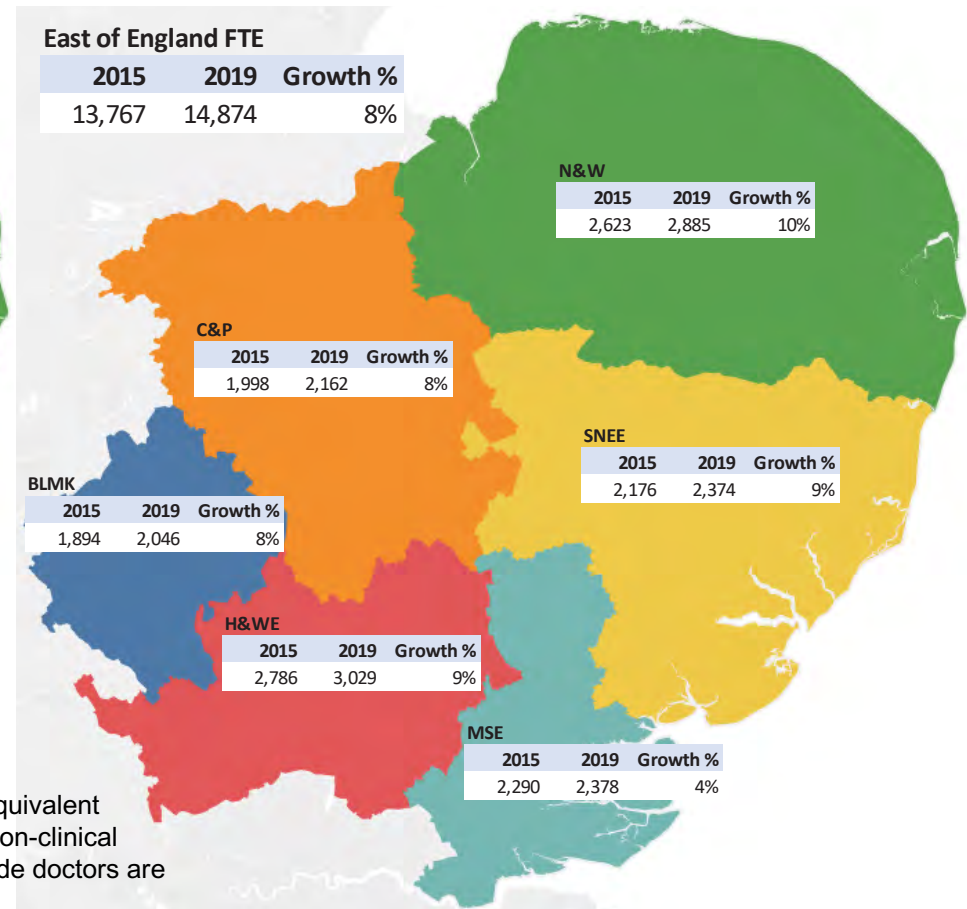 East of England FTE
2015 2019 Growth %
13,767 14,874 8%
N&W
2015 2019 Growth %
2,623 2,885 10%
C&P
2015 2019 Growth %
1,998 2,162 8%
SNEE
2015 2019 Growth %
2,176 2,374 9%
BLMK
2015 2019 Growth %
1,894 2,046 8%
H&WE
2015 2019 Growth %
2,786 3,029 9%
MSE
2015 2019 Growth %
2,290 2,378 4%
quivalent
on-clinical
de doctors are